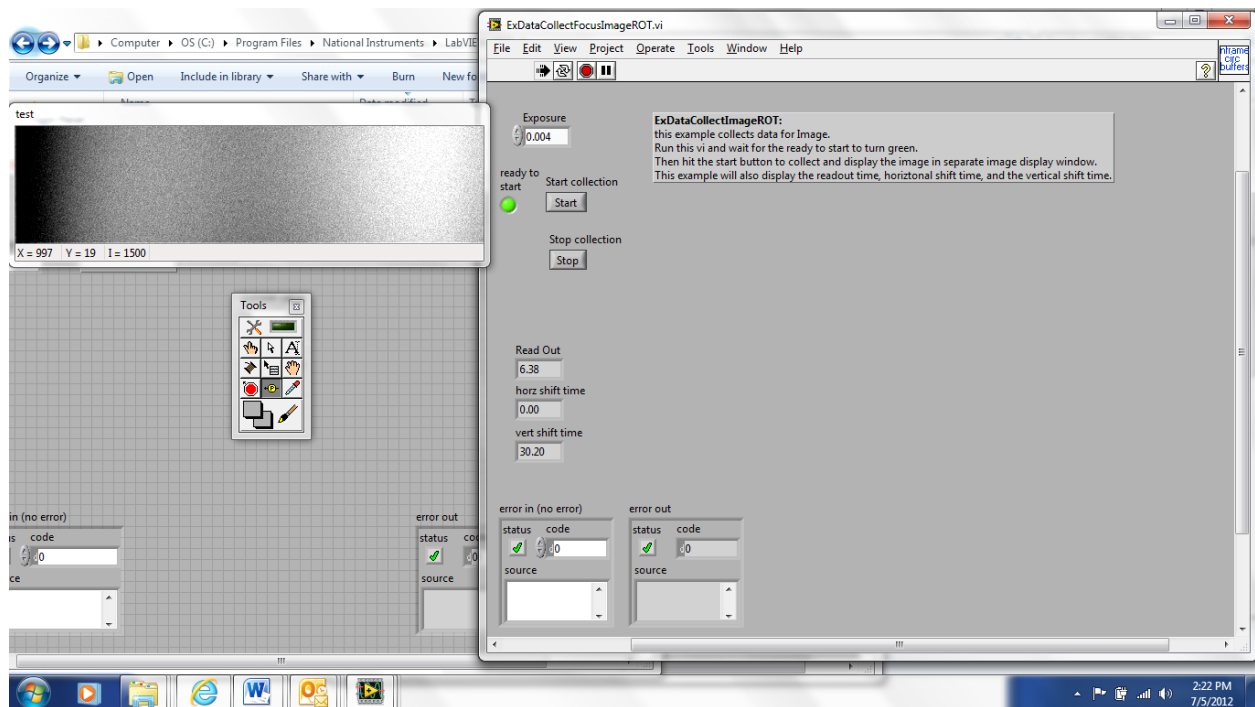 Computer ▸ OS (C:) ▸ Program Files ▸ National Instruments ▸ LabVIE
Organize Open Include in library Share with Burn New fo
test
X = 997 Y = 19 I = 1500
Tools
in (no error)
code
0
ce
error out
status
source
ExDataCollectFocusImageROT.vi
File Edit View Project Operate Tools Window Help
Inframe
circ
buffers
Exposure
0.004
ready to
start
Start collection
Start
Stop collection
Stop
ExDataCollectImageROT:
this example collects data for Image.
Run this vi and wait for the ready to start to turn green.
Then hit the start button to collect and display the image in separate image display window.
This example will also display the readout time, horiztonal shift time, and the vertical shift time.
Read Out
6.38
horz shift time
0.00
vert shift time
30.20
error in (no error)
status code
0
source
error out
status code
0
source
2:22 PM
7/5/2012